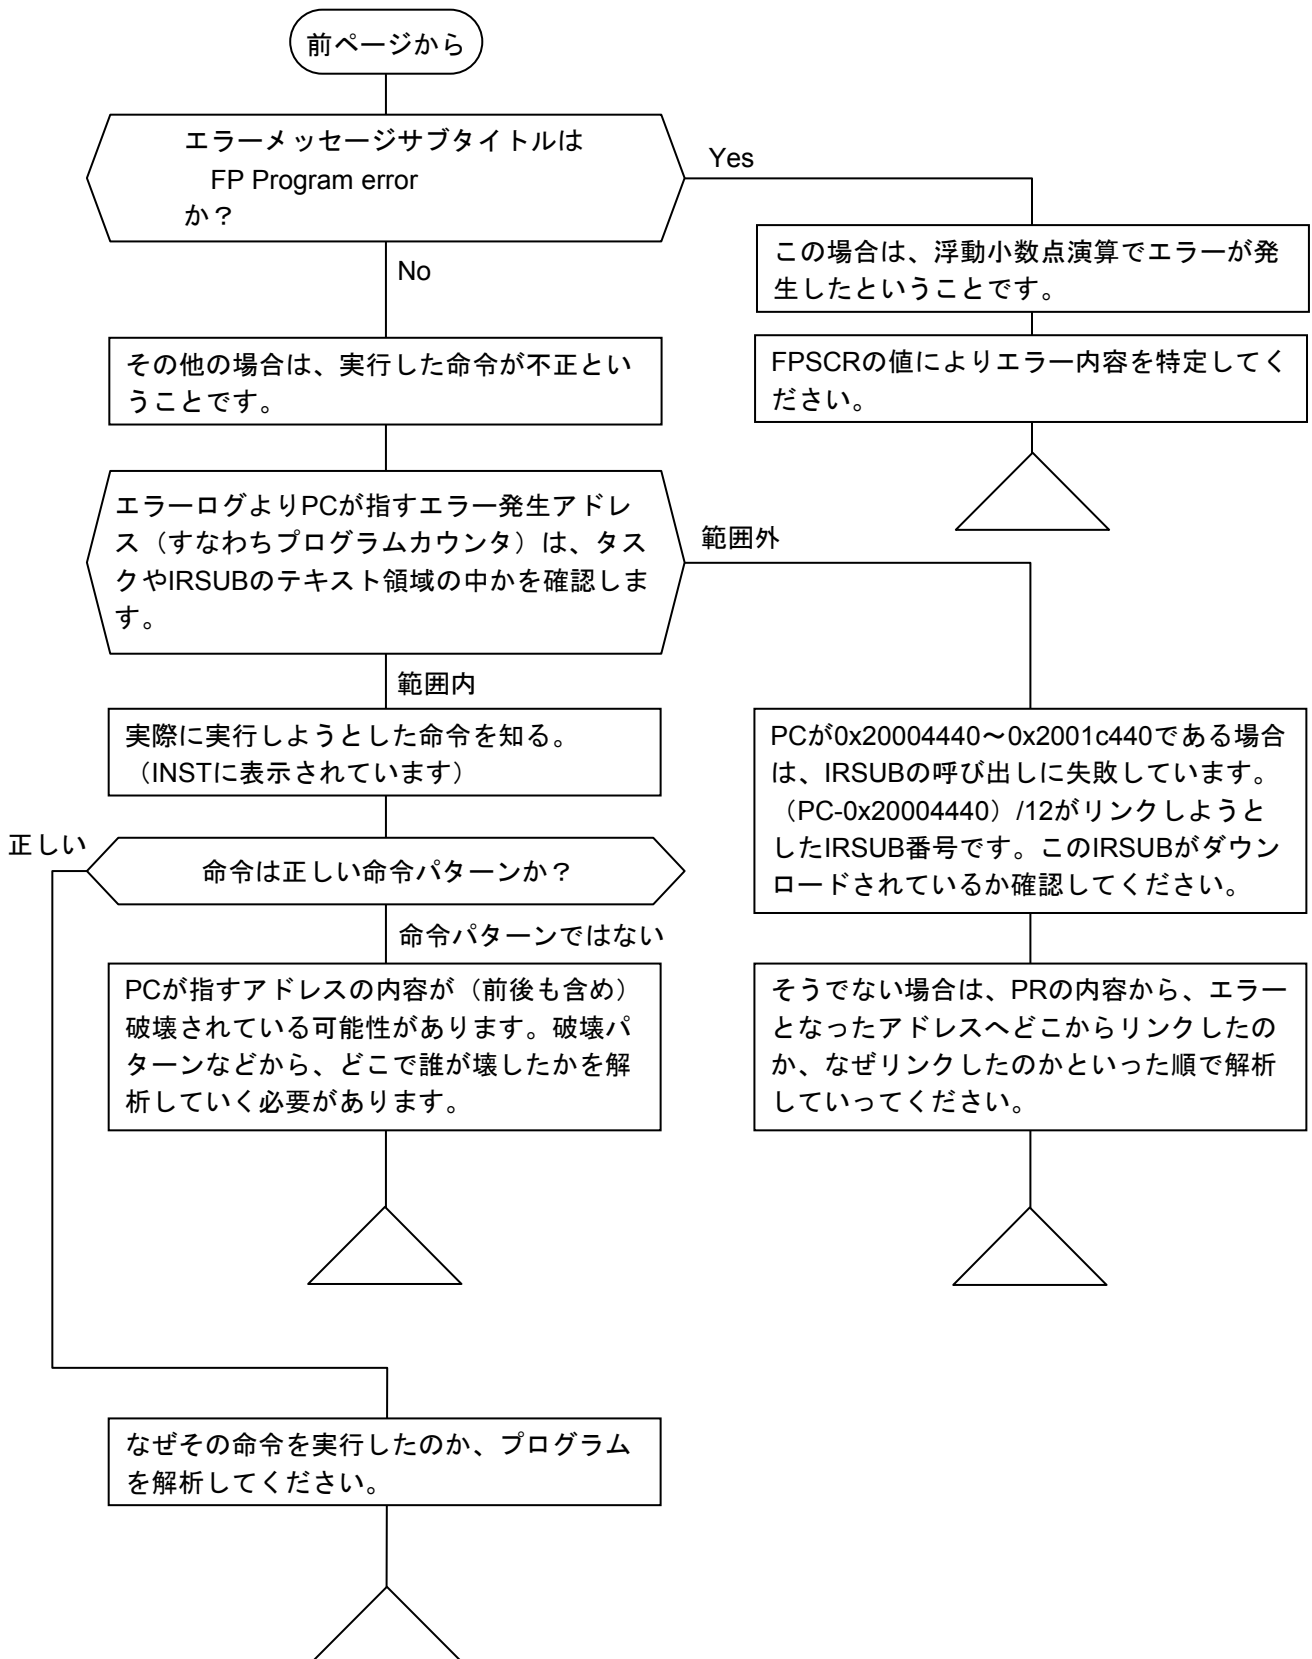 前ページから
エラーメッセージサブタイトルは
FP Program error
か？
Yes
この場合は、浮動小数点演算でエラーが発
生したということです。
No
FPSCRの値によりエラー内容を特定してく
ださい。
その他の場合は、実行した命令が不正とい
うことです。
エラーログよりPCが指すエラー発生アドレ
ス（すなわちプログラムカウンタ）は、タス
クやIRSUBのテキスト領域の中かを確認しま
す。
範囲外
範囲内
実際に実行しようとした命令を知る。
（INSTに表示されています）
PCが0x20004440～0x2001c440である場合
は、IRSUBの呼び出しに失敗しています。
（PC-0x20004440）/12がリンクしようと
したIRSUB番号です。このIRSUBがダウン
ロードされているか確認してください。
正しい
命令は正しい命令パターンか？
命令パターンではない
PCが指すアドレスの内容が（前後も含め）
破壊されている可能性があります。破壊パ
ターンなどから、どこで誰が壊したかを解
析していく必要があります。
そうでない場合は、PRの内容から、エラー
となったアドレスへどこからリンクしたの
か、なぜリンクしたのかといった順で解析
していってください。
なぜその命令を実行したのか、プログラム
を解析してください。